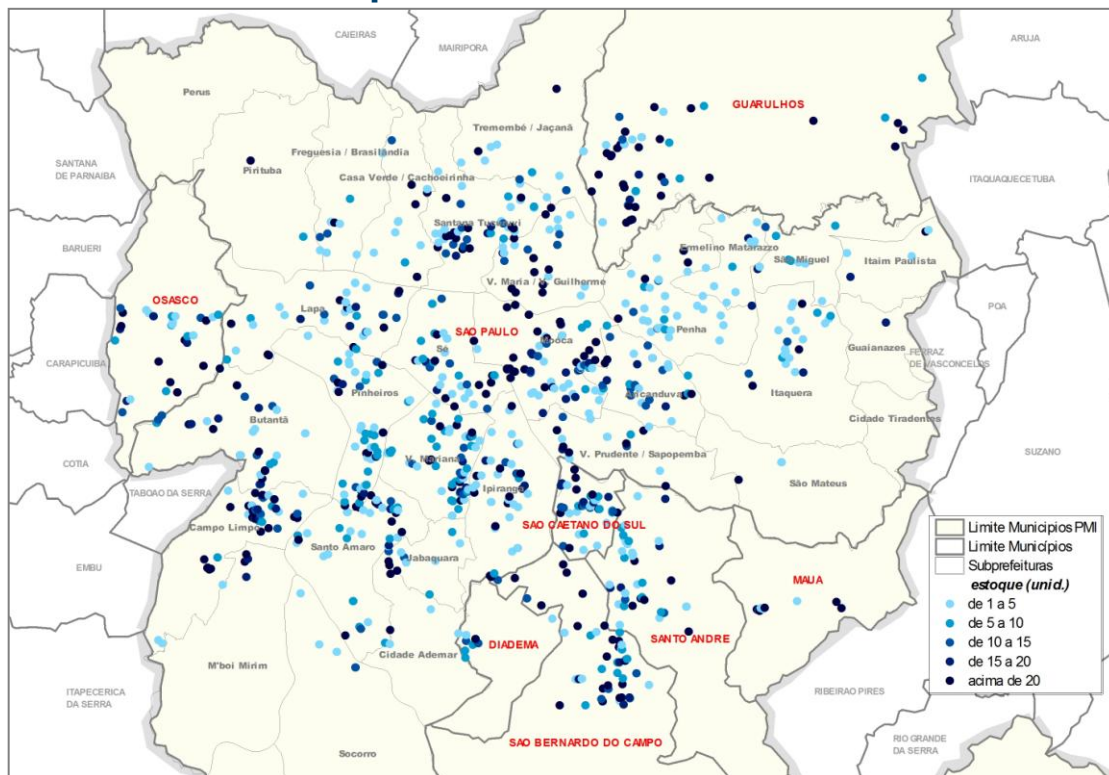 CAIEIRAS
MAIRIPORA
ARUJA
Perus
GUARULHOS
Tremembé / Jaçanã
Freguesia / Brasilândia
SANTANA
DE PARNAIBA
Pirituba
Casa Verde / Cachoeirinha
ITAQUAQUECETUBA
BARUERI
Ermelino Matarazzo
São Miguel
Itaim Paulista
V. Maria / V. Guilherme
OSASCO
Lapa
POA
SAO PAULO
Penha
Mooca
Sé
Guaianazes
CARAPICUIBA
FERRAZ
DE VASCONCELOS
Pinheiros
Aricanduva
Itaquera
Butantã
Cidade Tiradentes
COTIA
V. Mariana
V. Prudente / Sapopemba
SUZANO
TABOAO DA SERRA
Ipiranga
São Mateus
Campo Limpo
SAO CAETANO DO SUL
Santo Amaro
Jabaquara
EMBU
MAUA
DIADEMA
SANTO ANDRE
Cidade Ademar
M'boi Mirim
ITAPECERICA
DA SERRA
RIBEIRAO PIRES
SAO BERNARDO DO CAMPO
RIO GRANDE
DA SERRA
Socorro
Limite Municipios PMI
Limite Municípios
Subprefeituras
estoque (unid.)
de 1 a 5
de 5 a 10
de 10 a 15
de 15 a 20
acima de 20